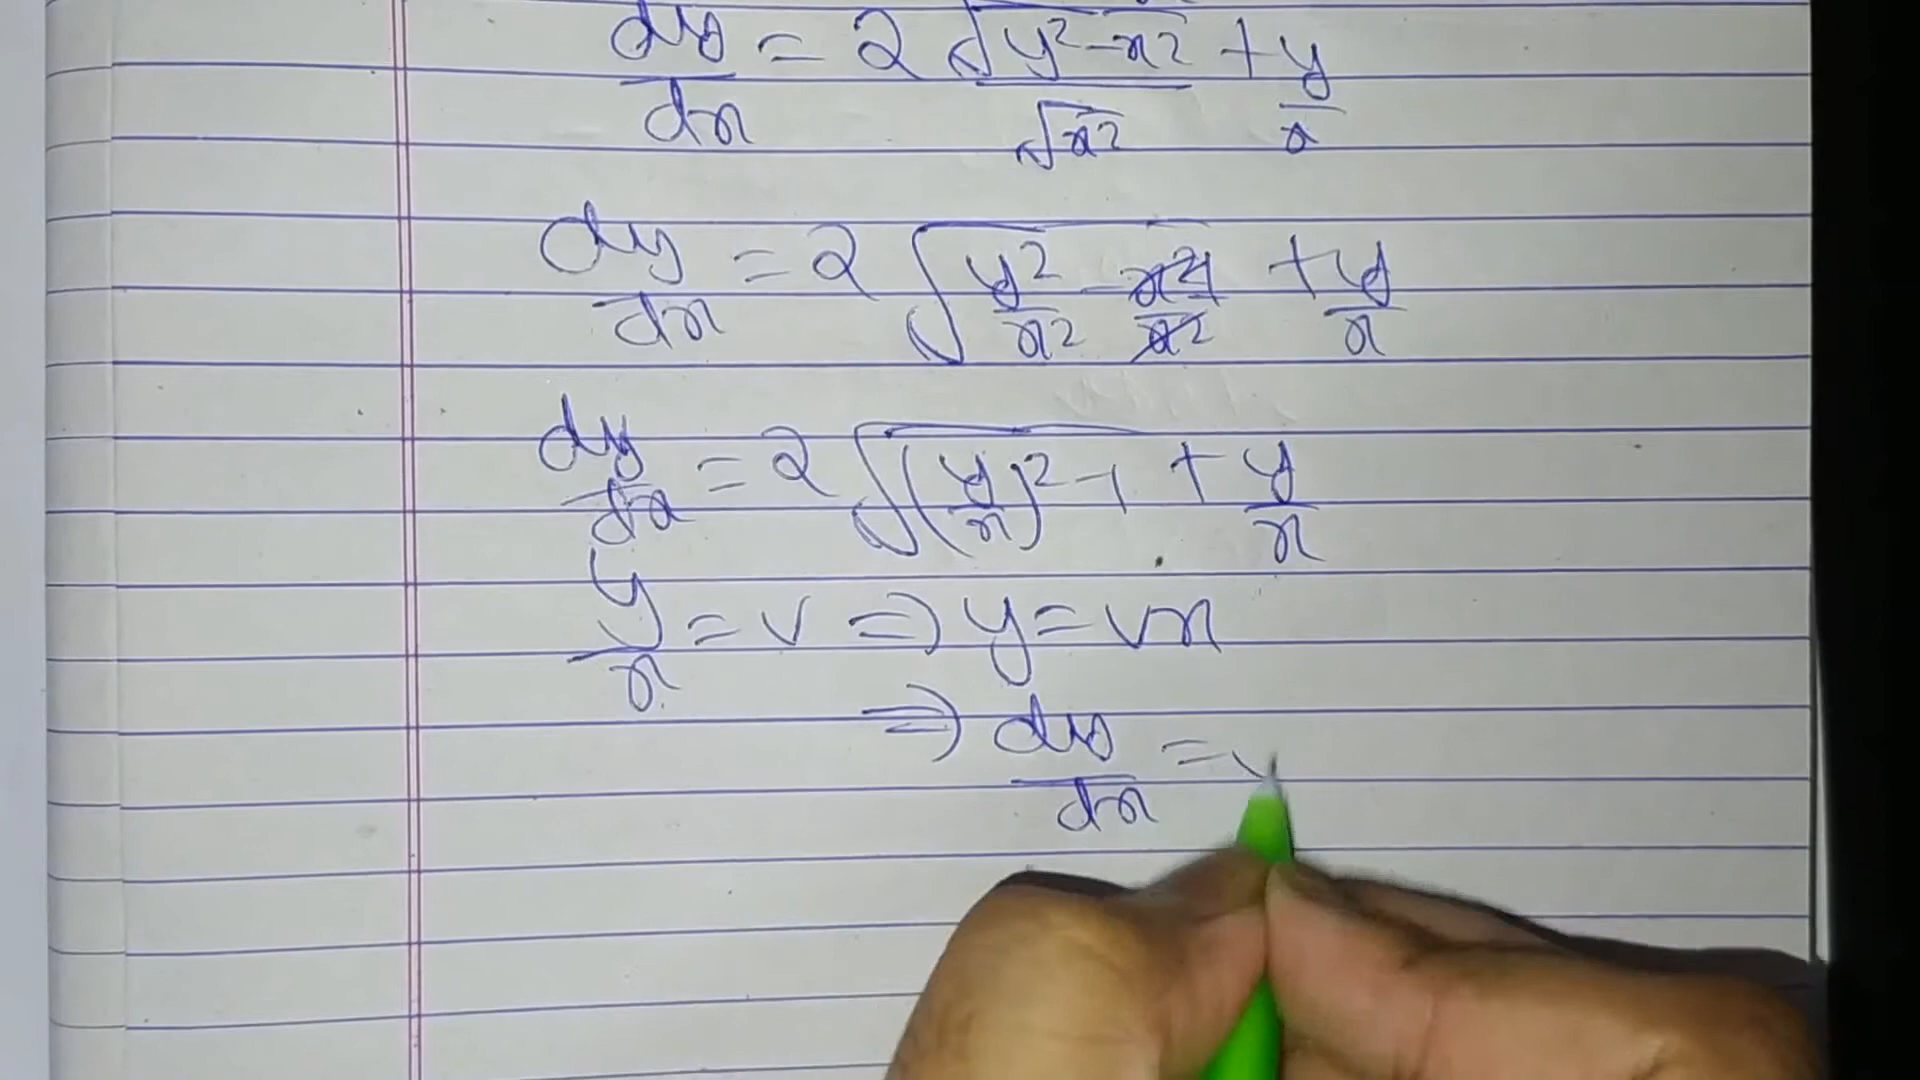 dy/dx = 2 √(y² - x²)/√x² + y/x
dy/dx = 2 √(y²/x² - x²/x²) + y/x
dy/dx = 2 √((y/x)² - 1) + y/x
y/x = v ⇒ y = vx
⇒ dy/dx = v